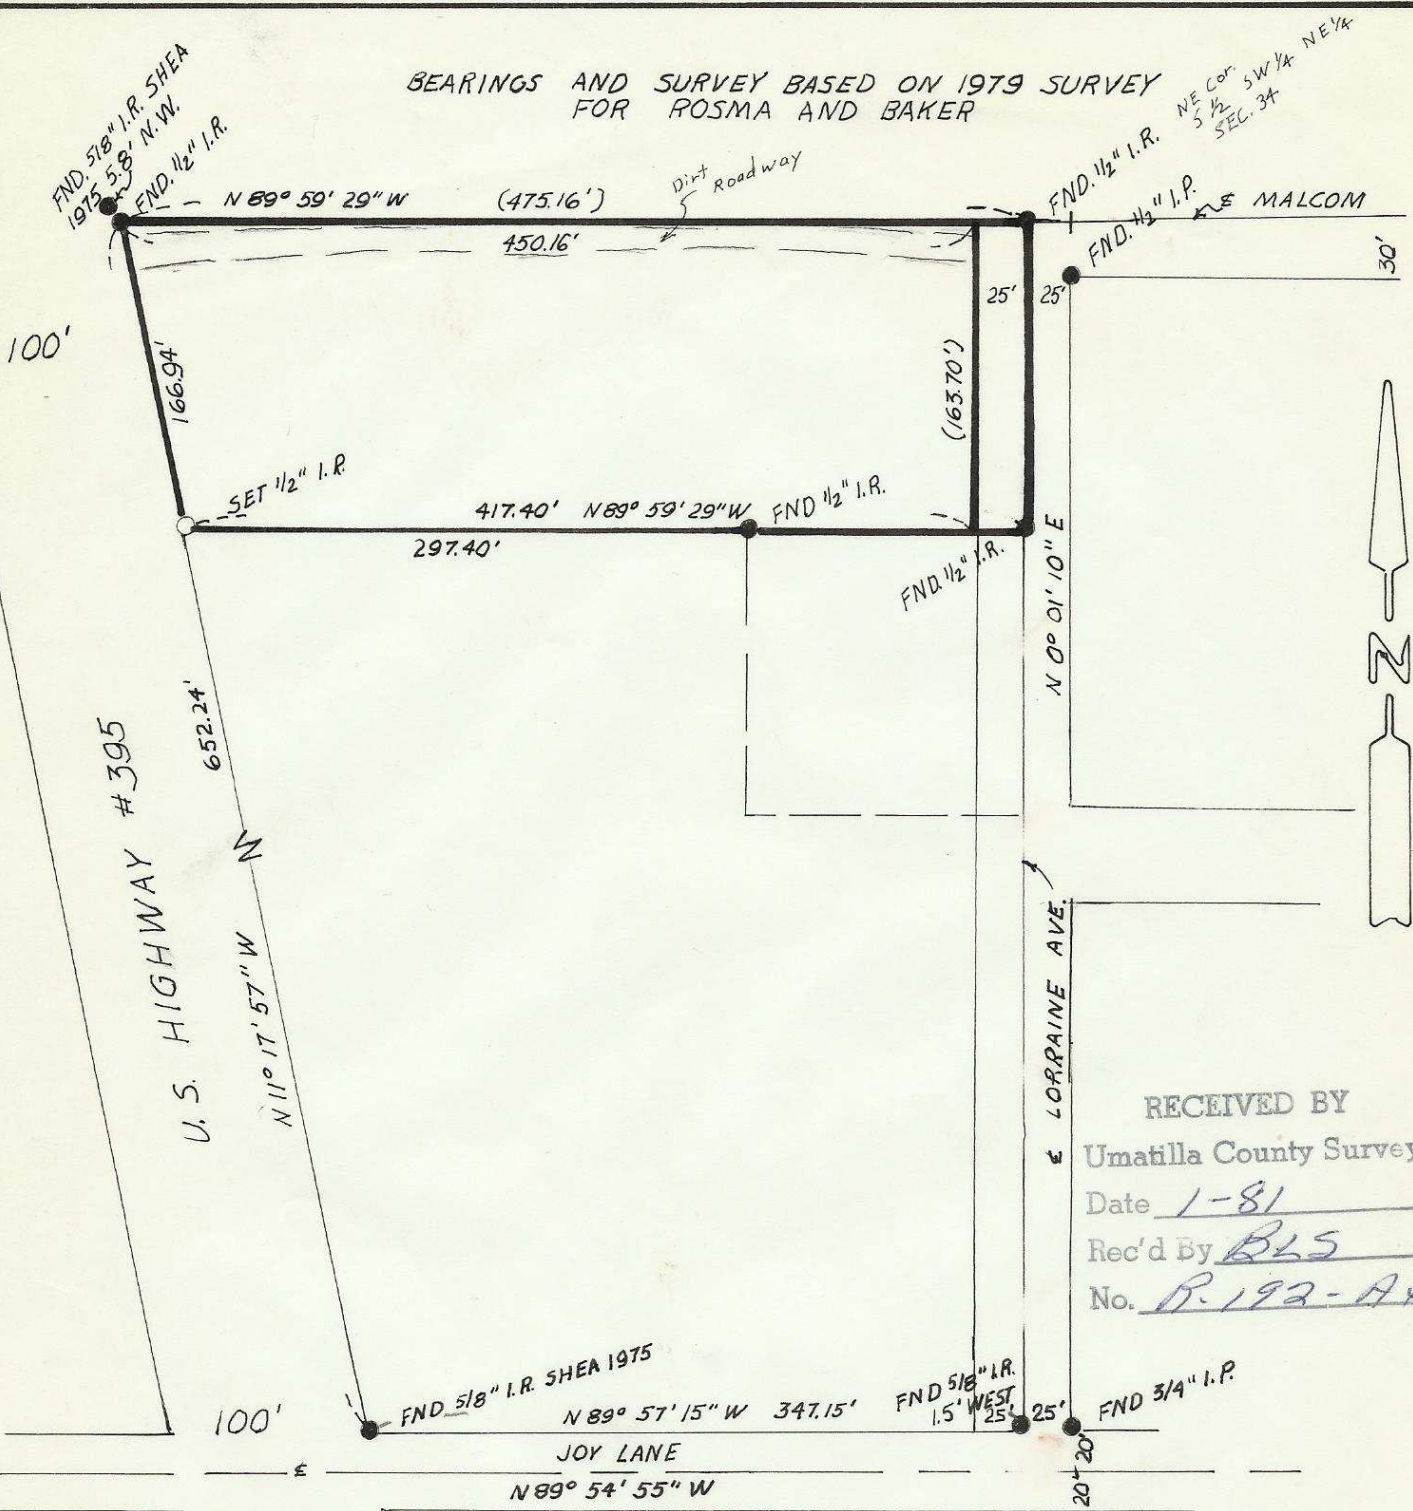 BEARINGS AND SURVEY BASED ON 1979 SURVEY
FOR ROSMA AND BAKER
FND. 5/8" I.R. SHEA
1975 5.8' N.W.
FND. 1/2" I.R.
NE Cor.
S 1/2 SW 1/4 NE 1/4
SEC. 34
FND. 1/2" I.R.
FND. 1/2" I.P.
℄ MALCOM
N 89° 59' 29" W (475.16')
Dirt Roadway
450.16'
30'
25' 25'
100'
166.94'
(163.70')
SET 1/2" I.R.
417.40' N 89° 59' 29" W
FND 1/2" I.R.
297.40'
FND. 1/2" I.R.
N 0° 01' 10" E
N
652.24'
U.S. HIGHWAY #395
N 11° 17' 57" W
℄ LORRAINE AVE.
RECEIVED BY
Umatilla County Survey
Date 1-81
Rec'd By BLS
No. R-192-A
FND 5/8" I.R. SHEA 1975
FND 5/8" I.R.
1.5' WEST
25' 25'
FND 3/4" I.P.
100'
N 89° 57' 15" W 347.15'
JOY LANE
℄
N 89° 54' 55" W
20' 20'